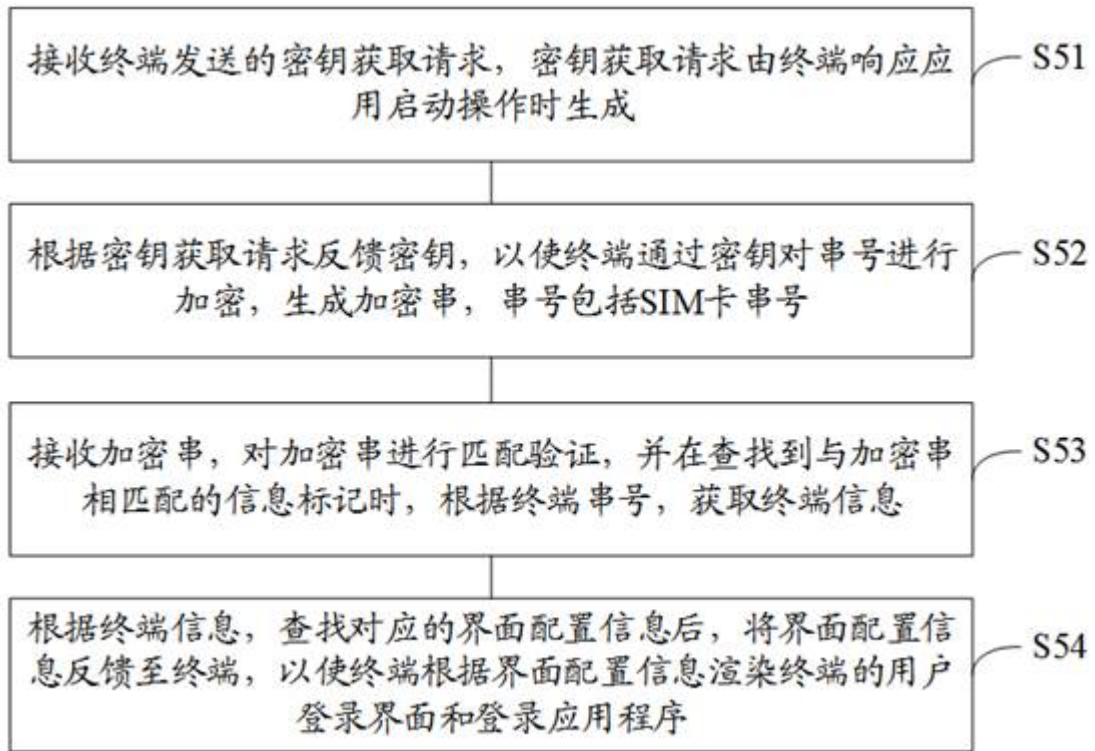 接收终端发送的密钥获取请求，密钥获取请求由终端响应应
用启动操作时生成
S51
根据密钥获取请求反馈密钥，以使终端通过密钥对串号进行
加密，生成加密串，串号包括SIM卡串号
S52
接收加密串，对加密串进行匹配验证，并在查找到与加密串
相匹配的信息标记时，根据终端串号，获取终端信息
S53
根据终端信息，查找对应的界面配置信息后，将界面配置信
息反馈至终端，以使终端根据界面配置信息渲染终端的用户
登录界面和登录应用程序
S54